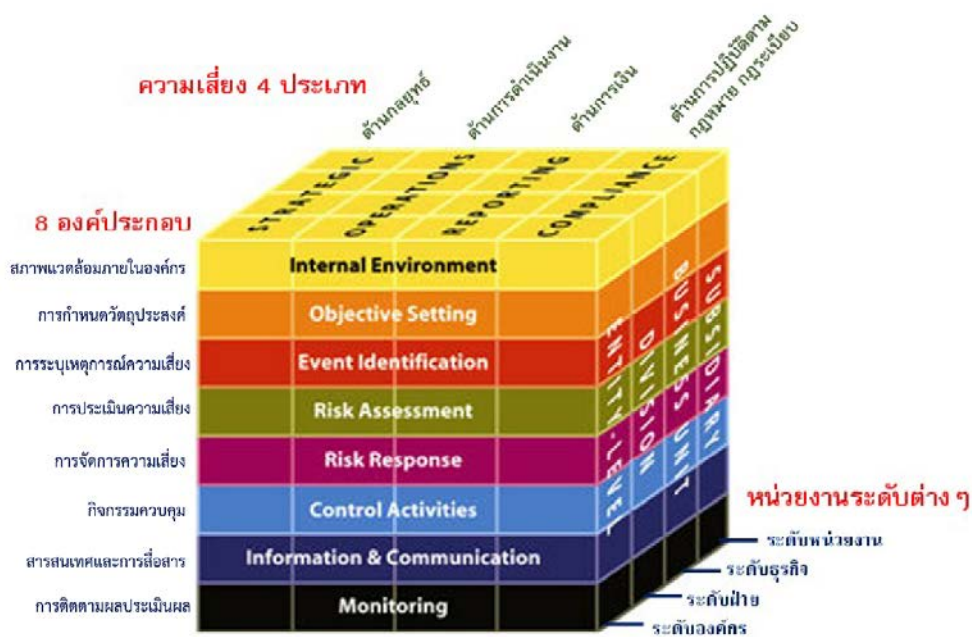 ความเสี่ยง 4 ประเภท
ด้านกลยุทธ์
ด้านการดำเนินงาน
ด้านการเงิน
ด้านการปฏิบัติตาม
กฎหมาย กฎระเบียบ
STRATEGIC
OPERATIONS
REPORTING
COMPLIANCE
8 องค์ประกอบ
สภาพแวดล้อมภายในองค์กร
Internal Environment
การกำหนดวัตถุประสงค์
Objective Setting
การระบุเหตุการณ์ความเสี่ยง
Event Identification
การประเมินความเสี่ยง
Risk Assessment
การจัดการความเสี่ยง
Risk Response
กิจกรรมควบคุม
Control Activities
สารสนเทศและการสื่อสาร
Information & Communication
การติดตามผลประเมินผล
Monitoring
ENTITY-LEVEL
DIVISION
BUSINESS UNIT
SUBSIDIARY
หน่วยงานระดับต่าง ๆ
ระดับหน่วยงาน
ระดับธุรกิจ
ระดับฝ่าย
ระดับองค์กร